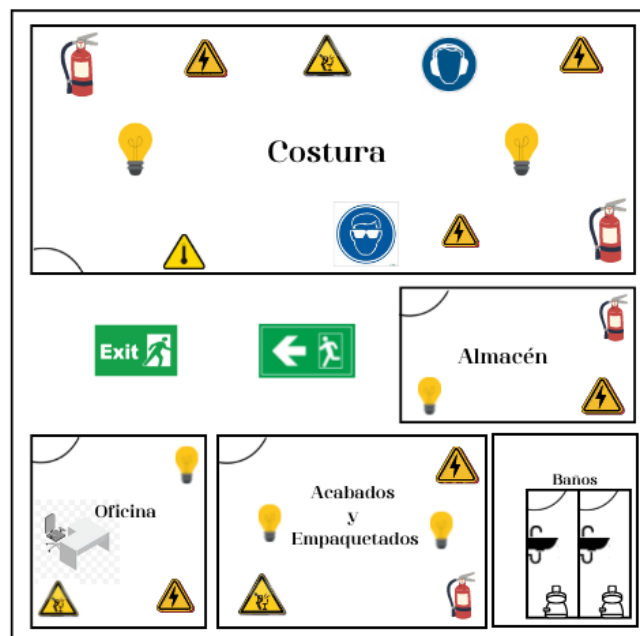 Costura
Exit
Almacén
Oficina
Acabados
y
Empaquetados
Baños